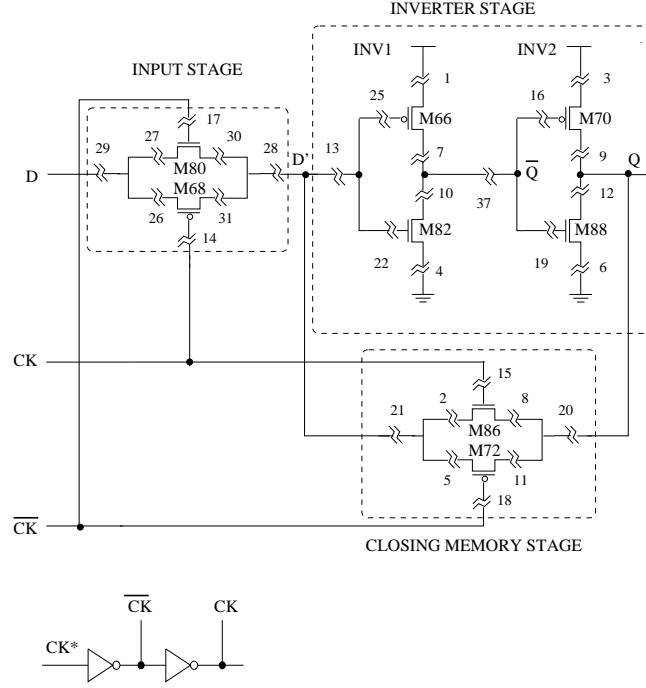 INVERTER STAGE
INV1 INV2
INPUT STAGE
1 3
25 16
17 M66 M70
29 27 30 28 D' 13 7 9
D M80 Q Q
M68 10 37 12
26 31 M82 M88
14 22 4 19 6
CK
15
21 2 8 20
M86
M72
5 11
18
CK
CLOSING MEMORY STAGE
CK CK
CK*